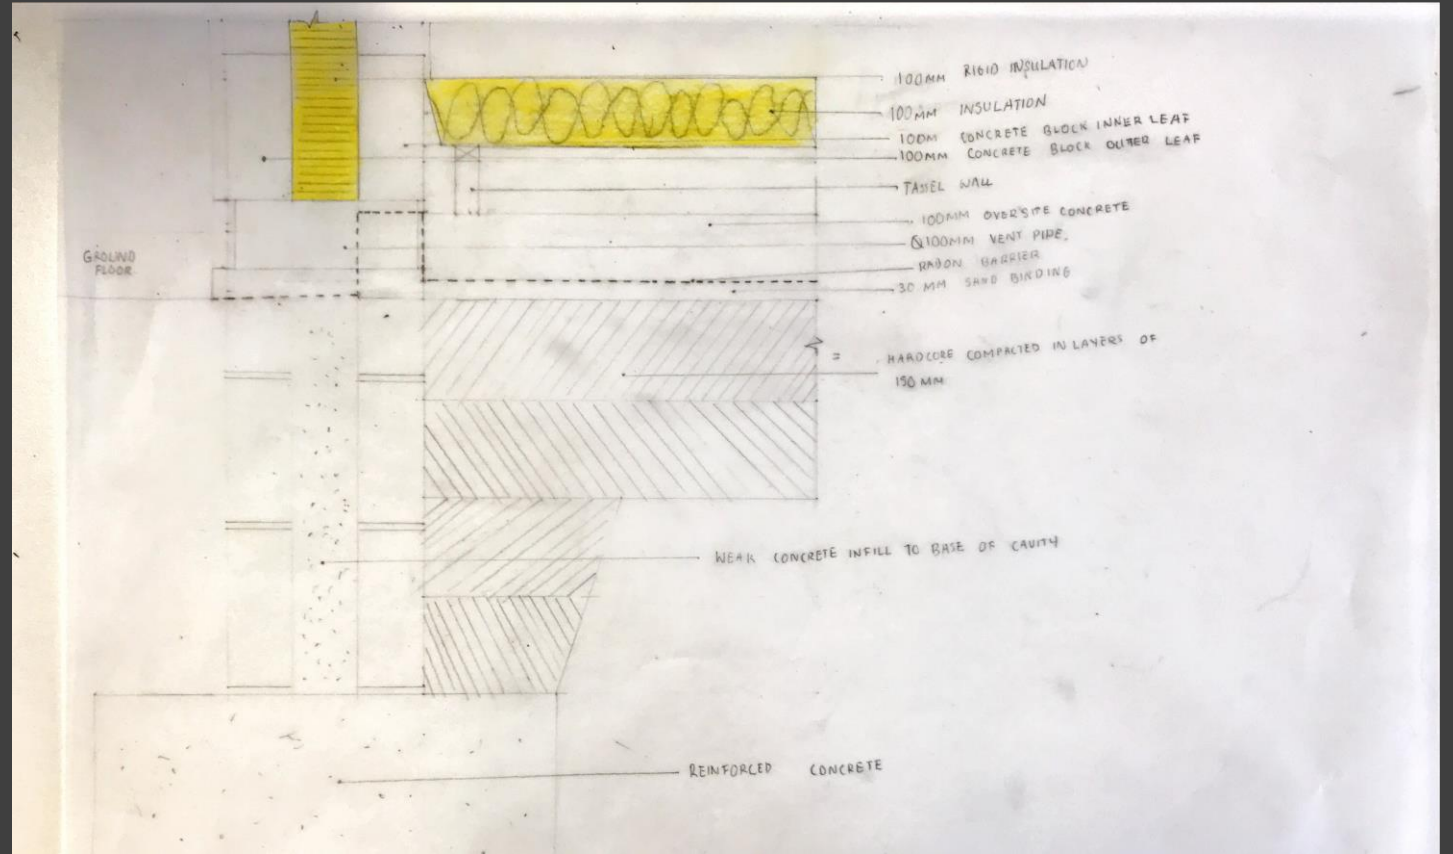 100MM RIGID INSULATION
100MM INSULATION
100M CONCRETE BLOCK INNER LEAF
100MM CONCRETE BLOCK OUTER LEAF
TASSEL WALL
100MM OVERSITE CONCRETE
GROUND
FLOOR
Q100MM VENT PIPE.
RADON BARRIER
30 MM SAND BINDING
= HARDCORE COMPACTED IN LAYERS OF
150 MM
WEAK CONCRETE INFILL TO BASE OF CAVITY
REINFORCED CONCRETE